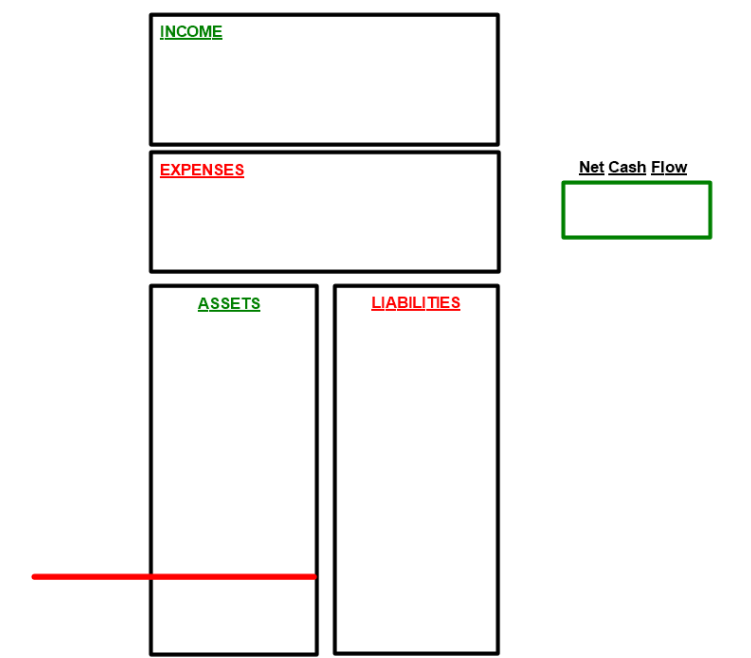 INCOME
EXPENSES
Net Cash Flow
ASSETS
LIABILITIES